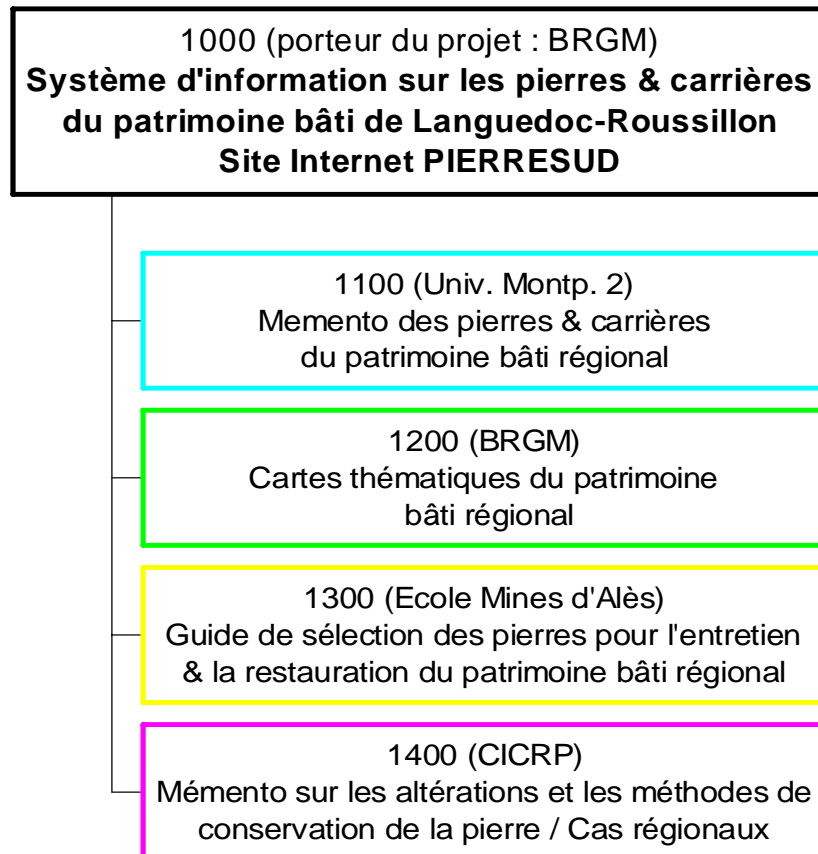 1000 (porteur du projet : BRGM)
Système d'information sur les pierres & carrières
du patrimoine bâti de Languedoc-Roussillon
Site Internet PIERRESUD
1100 (Univ. Montp. 2)
Memento des pierres & carrières
du patrimoine bâti régional
1200 (BRGM)
Cartes thématiques du patrimoine
bâti régional
1300 (Ecole Mines d'Alès)
Guide de sélection des pierres pour l'entretien
& la restauration du patrimoine bâti régional
1400 (CICRP)
Mémento sur les altérations et les méthodes de
conservation de la pierre / Cas régionaux